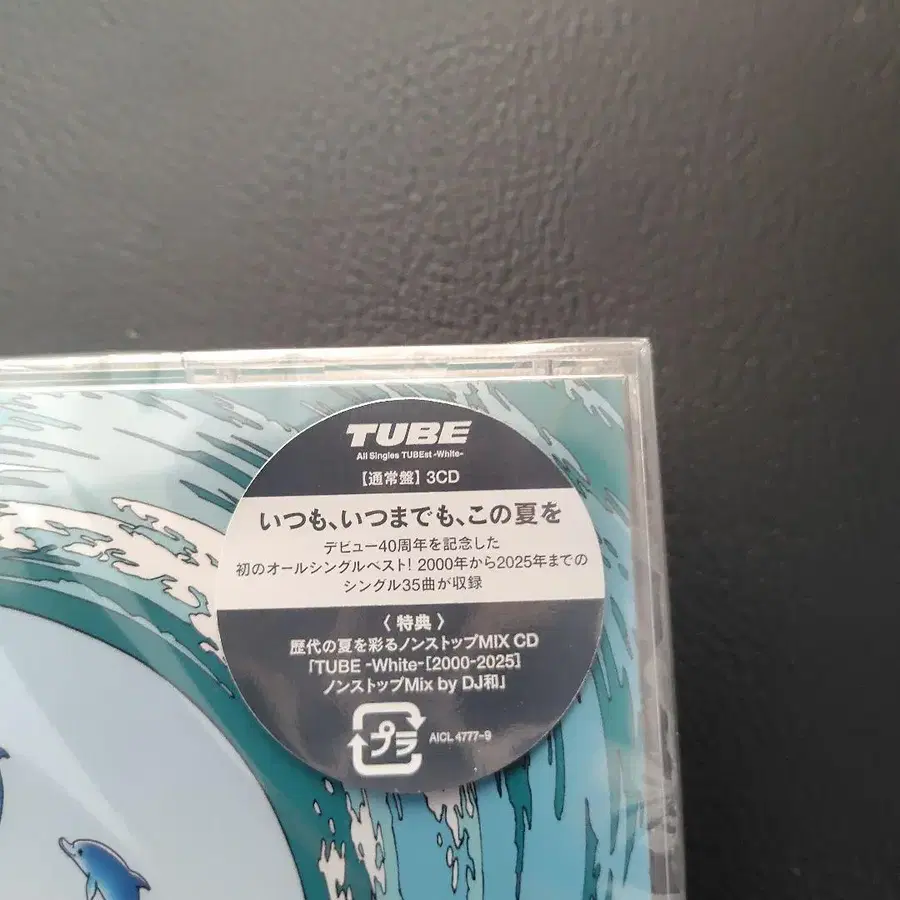 TUBE
All Singles TUBEst -White-
【通常盤】3CD
いつも、いつまでも、この夏を
デビュー40周年を記念した
初のオールシングルベスト! 2000年から2025年までの
シングル35曲が収録
〈 特典 〉
歴代の夏を彩るノンストップMIX CD
「TUBE -White-[2000-2025]
ノンストップMix by DJ和」
プラ
AICL 4777-9